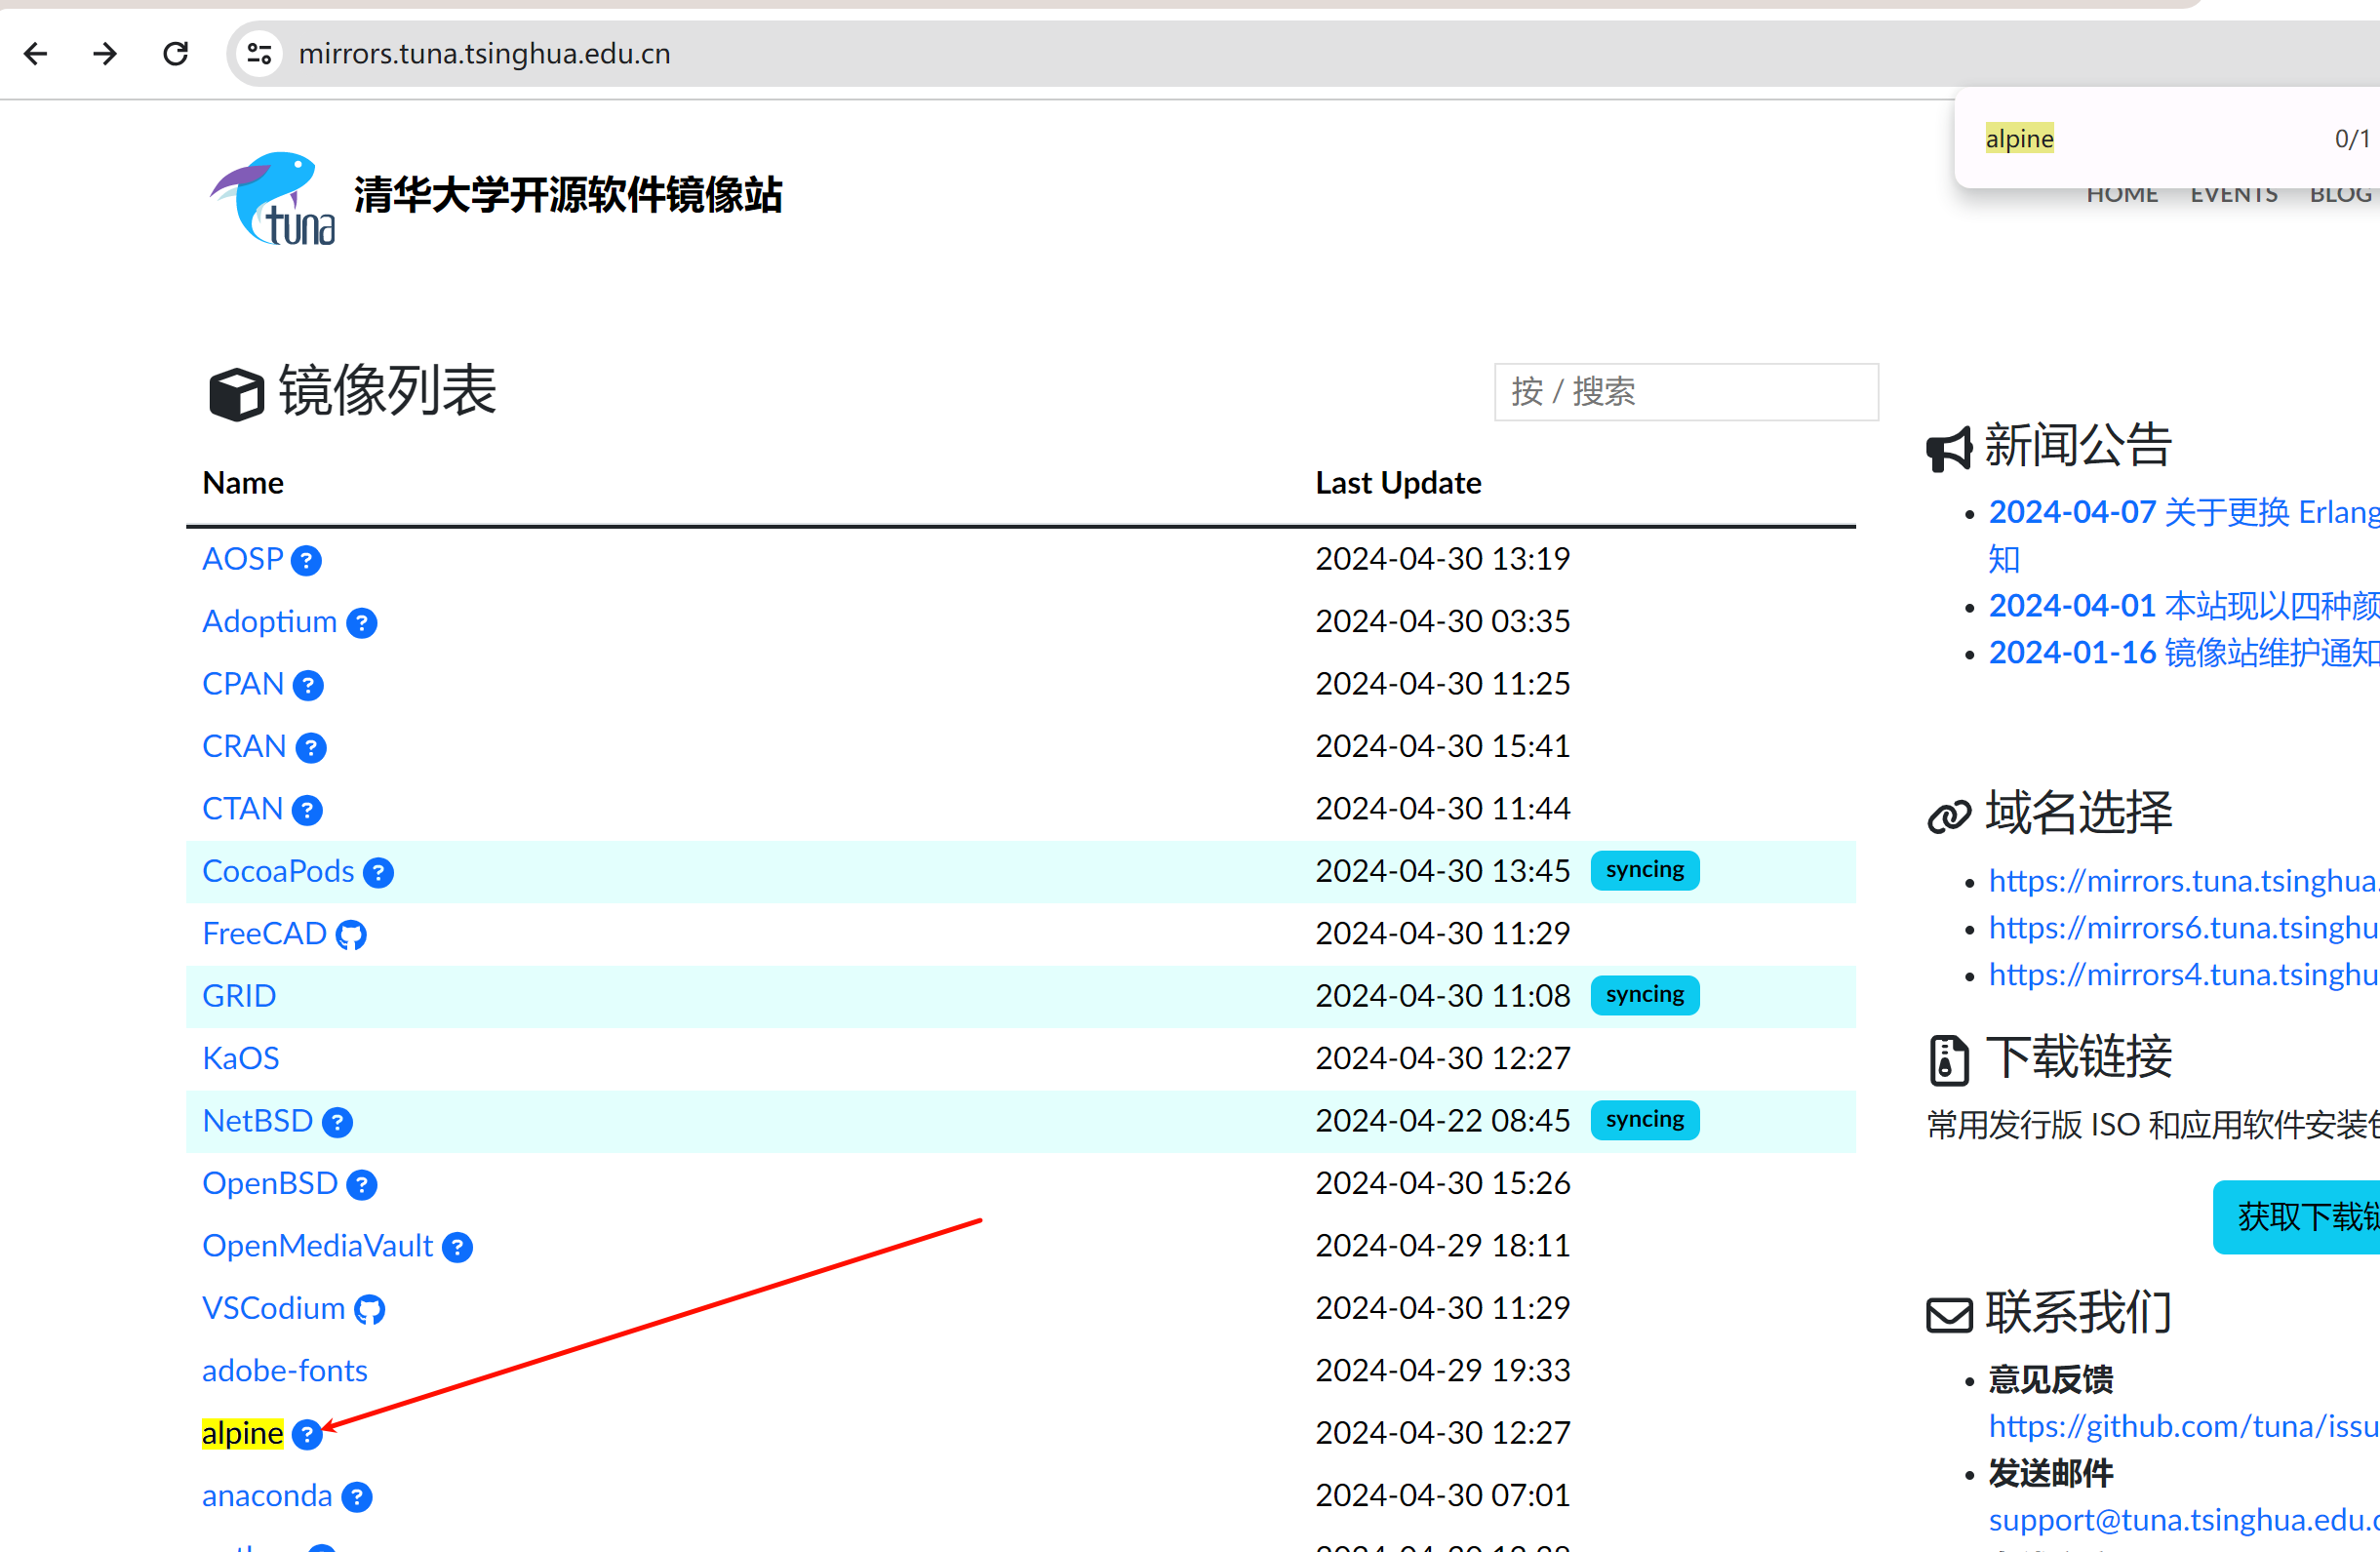 mirrors.tuna.tsinghua.edu.cn
alpine 0/1
tuna
清华大学开源软件镜像站
HOME EVENTS BLOG
镜像列表
按 / 搜索
Name Last Update
AOSP ? 2024-04-30 13:19
Adoptium ? 2024-04-30 03:35
CPAN ? 2024-04-30 11:25
CRAN ? 2024-04-30 15:41
CTAN ? 2024-04-30 11:44
CocoaPods ? 2024-04-30 13:45 syncing
FreeCAD 2024-04-30 11:29
GRID 2024-04-30 11:08 syncing
KaOS 2024-04-30 12:27
NetBSD ? 2024-04-22 08:45 syncing
OpenBSD ? 2024-04-30 15:26
OpenMediaVault ? 2024-04-29 18:11
VSCodium 2024-04-30 11:29
adobe-fonts 2024-04-29 19:33
alpine ? 2024-04-30 12:27
anaconda ? 2024-04-30 07:01
新闻公告
2024-04-07 关于更换 Erlang
知
2024-04-01 本站现以四种颜
2024-01-16 镜像站维护通知
域名选择
https://mirrors.tuna.tsinghua.
https://mirrors6.tuna.tsinghu
https://mirrors4.tuna.tsinghu
下载链接
常用发行版 ISO 和应用软件安装包
获取下载链
联系我们
意见反馈
https://github.com/tuna/issu
发送邮件
support@tuna.tsinghua.edu.c